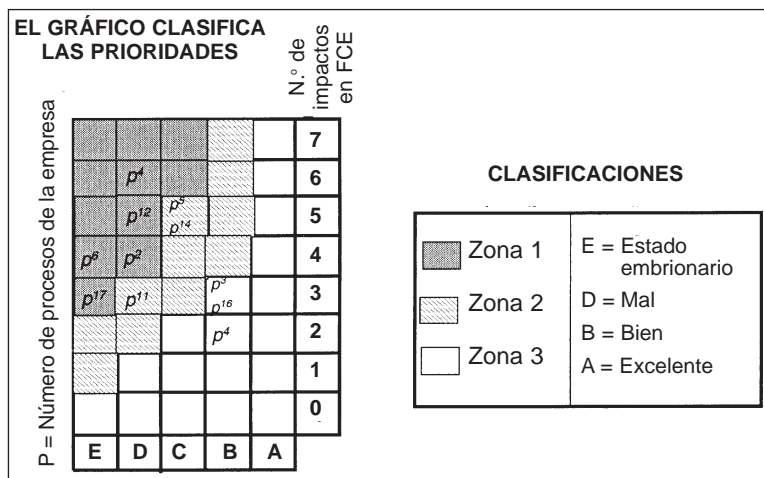 EL GRÁFICO CLASIFICA
LAS PRIORIDADES
N.º de
impactos
en FCE
P = Número de procesos de la empresa
7
p⁴ 6
p¹² p⁵ 5
p¹⁴
p⁶ p² 4
p¹⁷ p¹¹ p³ 3
p¹⁶
p⁴ 2
1
0
E D C B A
CLASIFICACIONES
Zona 1
Zona 2
Zona 3
E = Estado
embrionario
D = Mal
B = Bien
A = Excelente